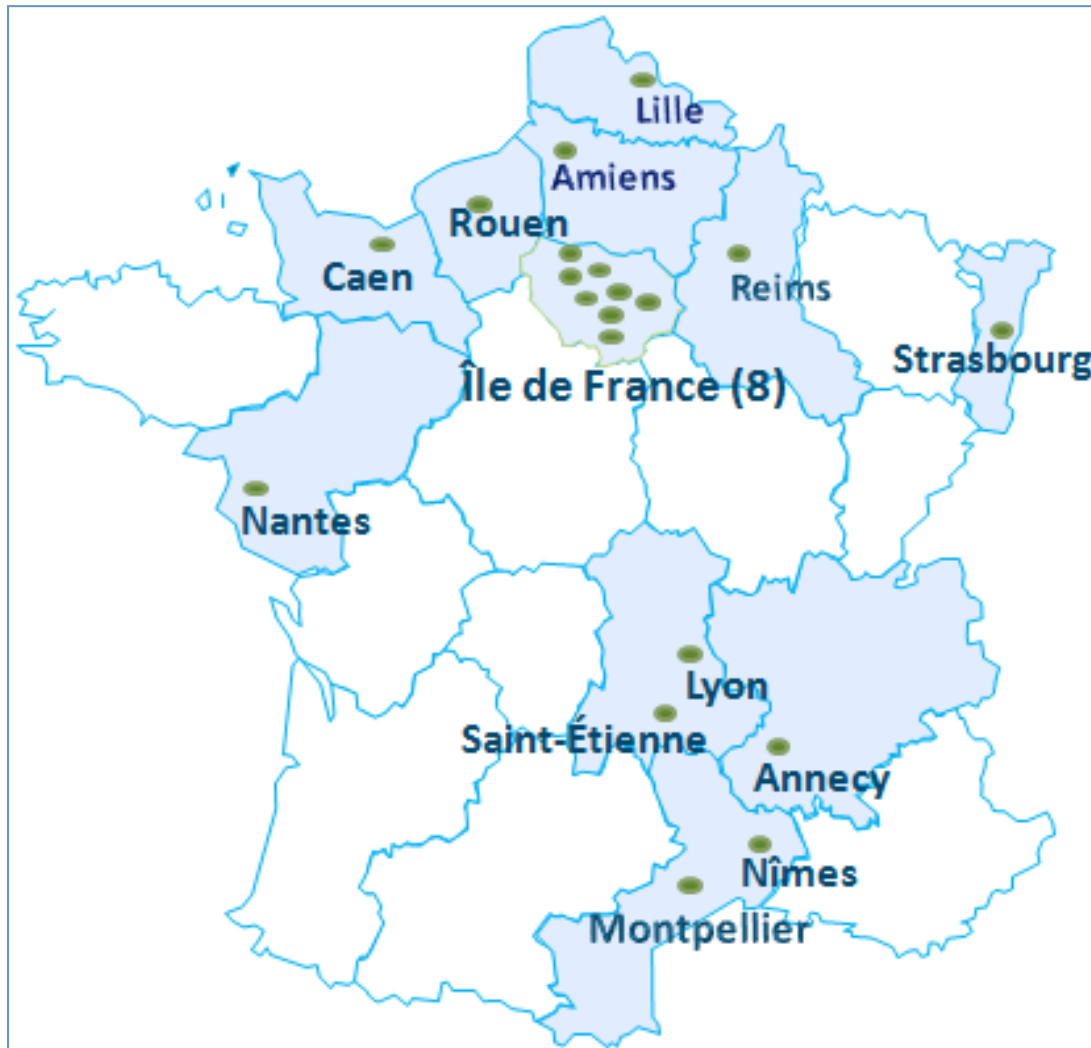 Lille
Amiens
Rouen
Caen
Reims
Strasbourg
Île de France (8)
Nantes
Lyon
Saint-Étienne
Annecy
Nîmes
Montpellier